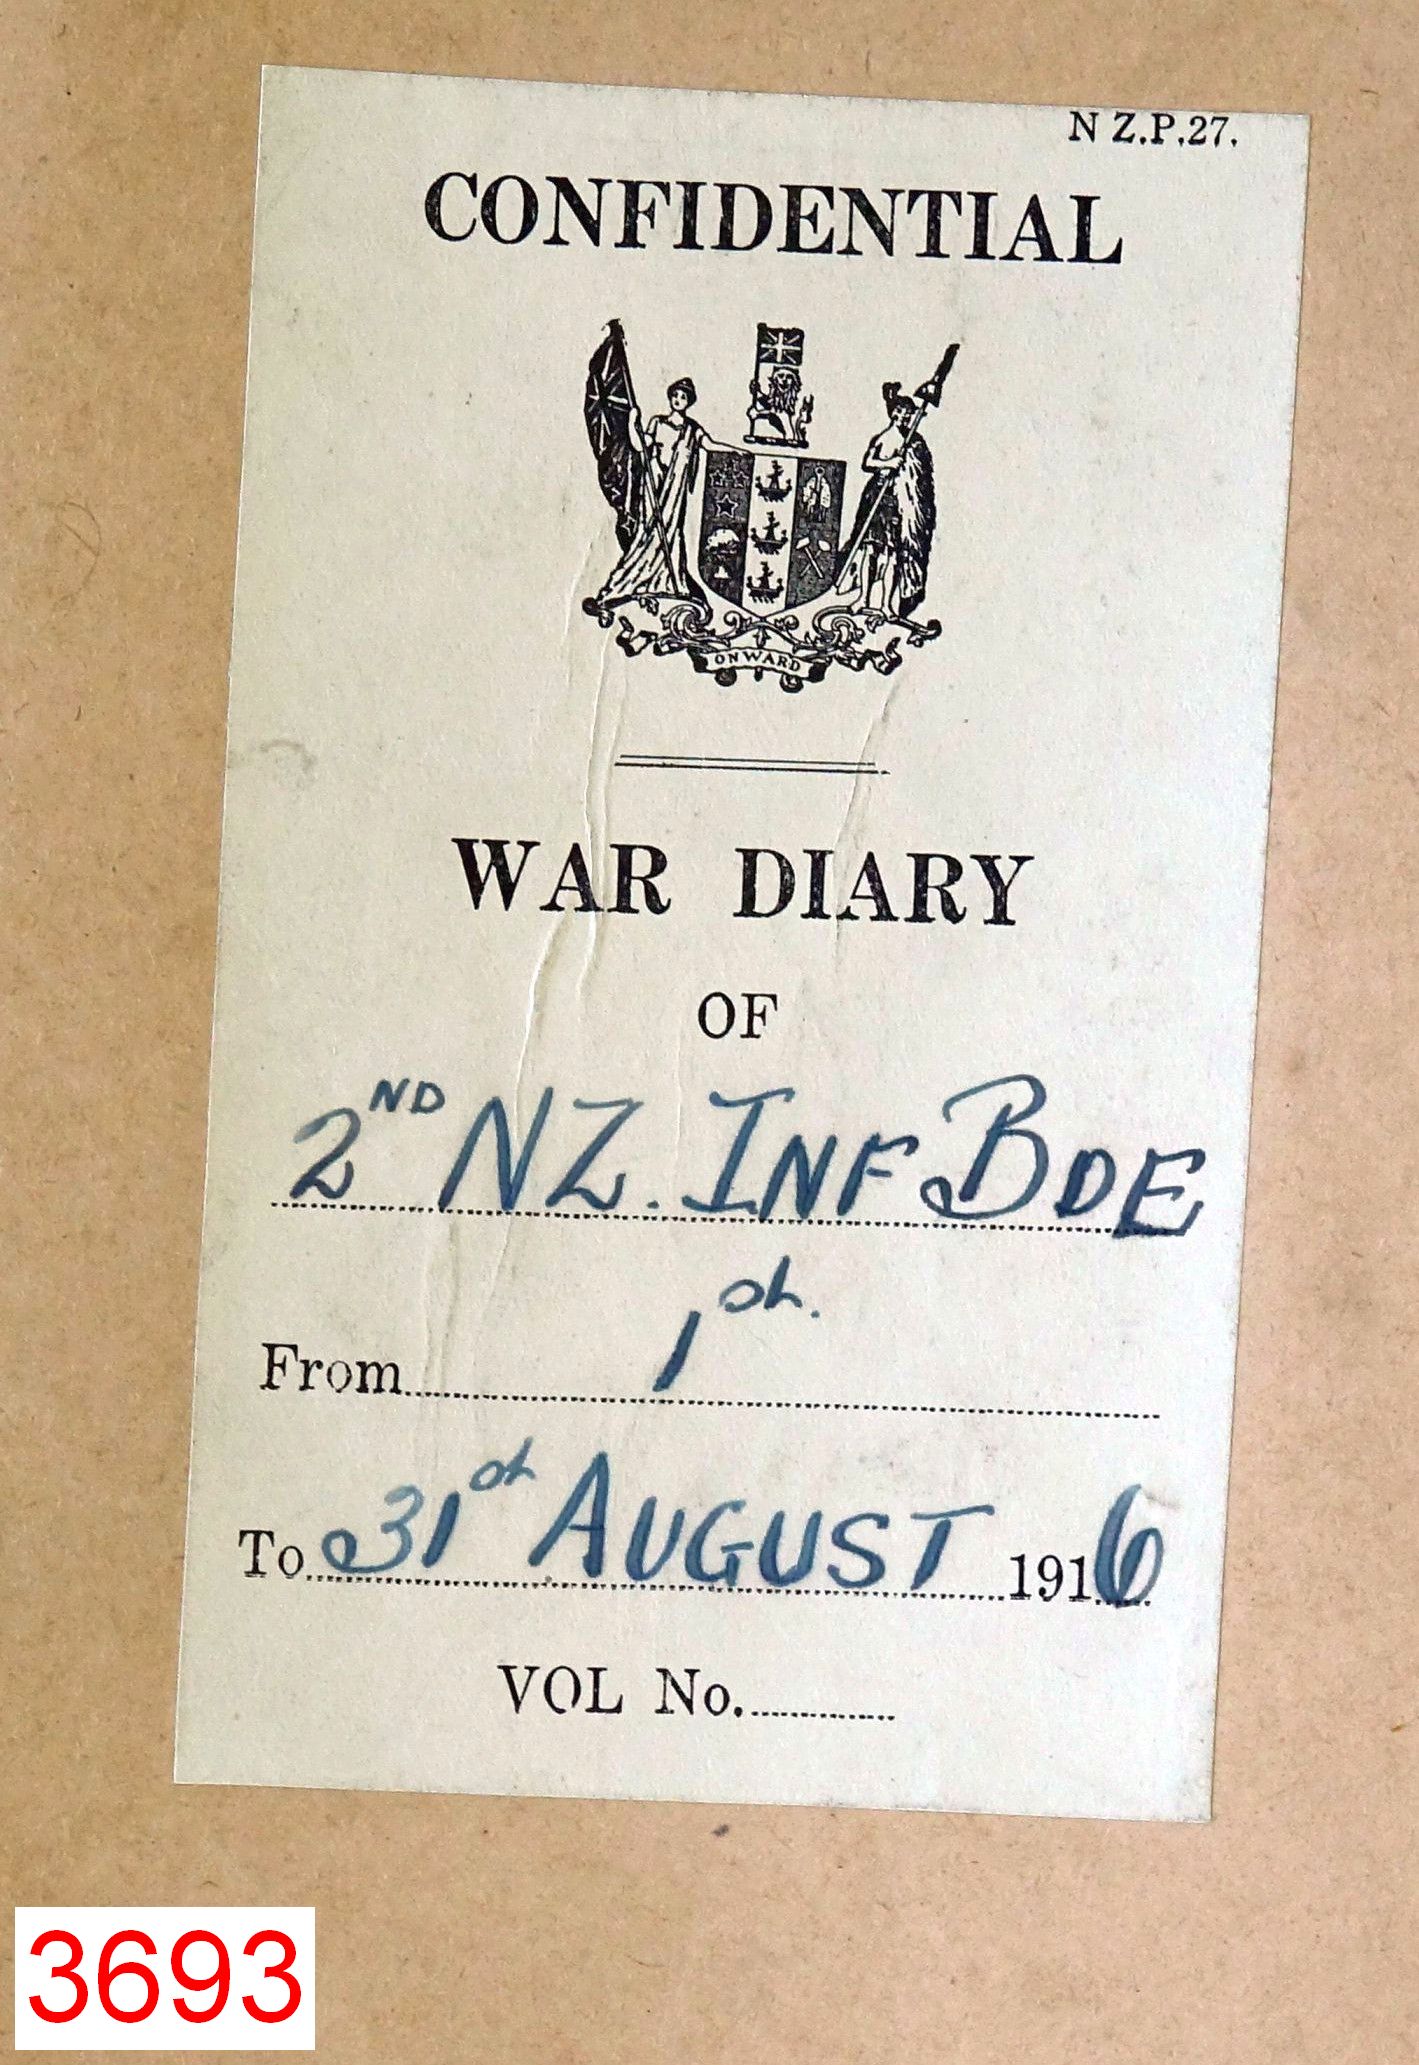 N Z.P.27.
CONFIDENTIAL
ONWARD
WAR DIARY
OF
2ND NZ. INF BDE
From 1st.
To 31st AUGUST 1916
VOL No.
3693